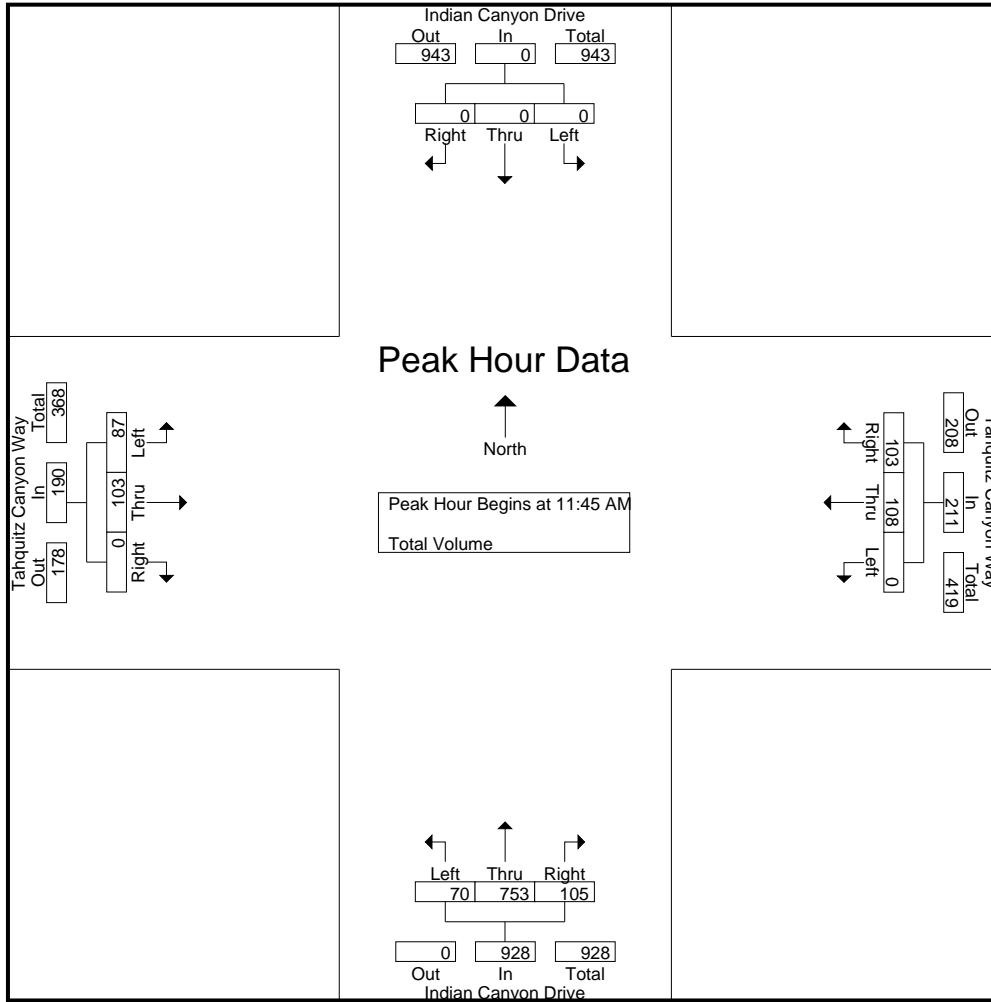 Indian Canyon Drive
Out In Total
943 0 943
0 0 0
Right Thru Left
Peak Hour Data
North
Peak Hour Begins at 11:45 AM
Total Volume
Tahquitz Canyon Way
Total In Out
368 190 178
87 103 0
Left Thru Right
Tahquitz Canyon Way
Out In Total
208 211 419
103 108 0
Right Thru Left
Left Thru Right
70 753 105
0 928 928
Out In Total
Indian Canyon Drive